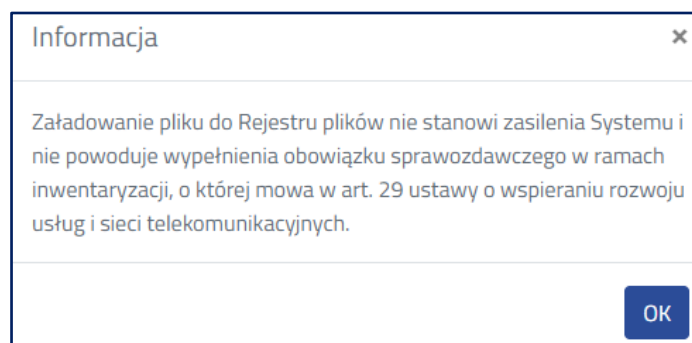 Informacja ×
Załadowanie pliku do Rejestru plików nie stanowi zasilenia Systemu i
nie powoduje wypełnienia obowiązku sprawozdawczego w ramach
inwentaryzacji, o której mowa w art. 29 ustawy o wspieraniu rozwoju
usług i sieci telekomunikacyjnych.
OK